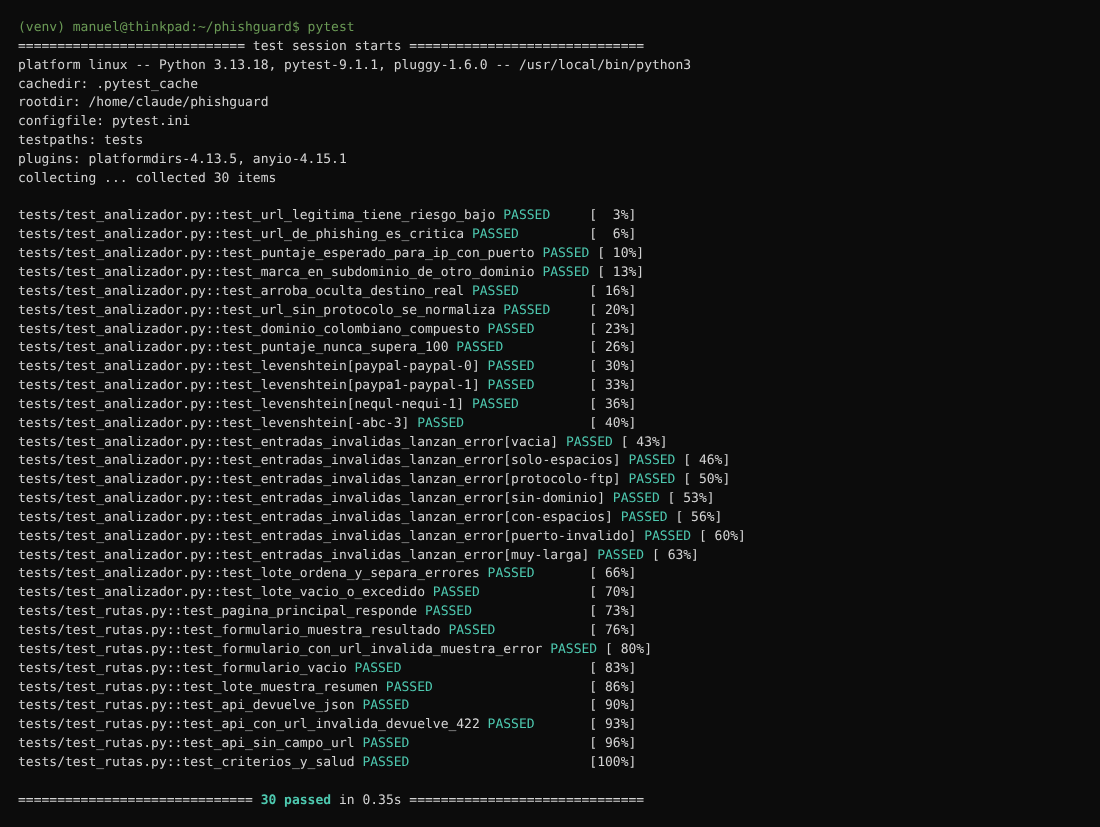 (venv) manuel@thinkpad:~/phishguard$ pytest
============================= test session starts ==============================
platform linux -- Python 3.13.18, pytest-9.1.1, pluggy-1.6.0 -- /usr/local/bin/python3
cachedir: .pytest_cache
rootdir: /home/claude/phishguard
configfile: pytest.ini
testpaths: tests
plugins: platformdirs-4.13.5, anyio-4.15.1
collecting ... collected 30 items

tests/test_analizador.py::test_url_legitima_tiene_riesgo_bajo PASSED     [  3%]
tests/test_analizador.py::test_url_de_phishing_es_critica PASSED         [  6%]
tests/test_analizador.py::test_puntaje_esperado_para_ip_con_puerto PASSED [ 10%]
tests/test_analizador.py::test_marca_en_subdominio_de_otro_dominio PASSED [ 13%]
tests/test_analizador.py::test_arroba_oculta_destino_real PASSED         [ 16%]
tests/test_analizador.py::test_url_sin_protocolo_se_normaliza PASSED     [ 20%]
tests/test_analizador.py::test_dominio_colombiano_compuesto PASSED       [ 23%]
tests/test_analizador.py::test_puntaje_nunca_supera_100 PASSED           [ 26%]
tests/test_analizador.py::test_levenshtein[paypal-paypal-0] PASSED       [ 30%]
tests/test_analizador.py::test_levenshtein[paypa1-paypal-1] PASSED       [ 33%]
tests/test_analizador.py::test_levenshtein[nequl-nequi-1] PASSED         [ 36%]
tests/test_analizador.py::test_levenshtein[-abc-3] PASSED                [ 40%]
tests/test_analizador.py::test_entradas_invalidas_lanzan_error[vacia] PASSED [ 43%]
tests/test_analizador.py::test_entradas_invalidas_lanzan_error[solo-espacios] PASSED [ 46%]
tests/test_analizador.py::test_entradas_invalidas_lanzan_error[protocolo-ftp] PASSED [ 50%]
tests/test_analizador.py::test_entradas_invalidas_lanzan_error[sin-dominio] PASSED [ 53%]
tests/test_analizador.py::test_entradas_invalidas_lanzan_error[con-espacios] PASSED [ 56%]
tests/test_analizador.py::test_entradas_invalidas_lanzan_error[puerto-invalido] PASSED [ 60%]
tests/test_analizador.py::test_entradas_invalidas_lanzan_error[muy-larga] PASSED [ 63%]
tests/test_analizador.py::test_lote_ordena_y_separa_errores PASSED       [ 66%]
tests/test_analizador.py::test_lote_vacio_o_excedido PASSED              [ 70%]
tests/test_rutas.py::test_pagina_principal_responde PASSED               [ 73%]
tests/test_rutas.py::test_formulario_muestra_resultado PASSED            [ 76%]
tests/test_rutas.py::test_formulario_con_url_invalida_muestra_error PASSED [ 80%]
tests/test_rutas.py::test_formulario_vacio PASSED                        [ 83%]
tests/test_rutas.py::test_lote_muestra_resumen PASSED                    [ 86%]
tests/test_rutas.py::test_api_devuelve_json PASSED                       [ 90%]
tests/test_rutas.py::test_api_con_url_invalida_devuelve_422 PASSED       [ 93%]
tests/test_rutas.py::test_api_sin_campo_url PASSED                       [ 96%]
tests/test_rutas.py::test_criterios_y_salud PASSED                       [100%]

============================== 30 passed in 0.35s ==============================